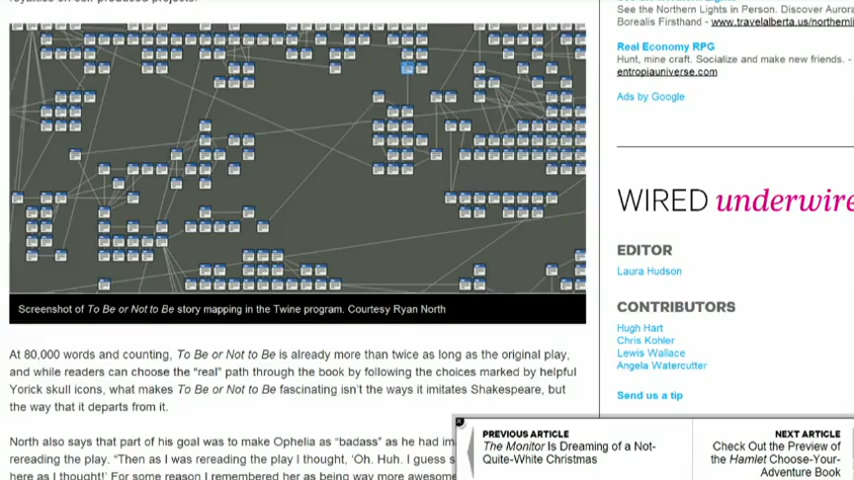 Screenshot of To Be or Not to Be story mapping in the Twine program. Courtesy Ryan North
At 80,000 words and counting, To Be or Not to Be is already more than twice as long as the original play,
and while readers can choose the "real" path through the book by following the choices marked by helpful
Yorick skull icons, what makes To Be or Not to Be fascinating isn't the ways it imitates Shakespeare, but
the way that it departs from it.
North also says that part of his goal was to make Ophelia as "badass" as he had im
rereading the play. "Then as I was rereading the play I thought, 'Oh. Huh. I guess s
here as I thought!' For some reason I remembered her as being way more awesome
See the Northern Lights in Person. Discover Aurora
Borealis Firsthand - www.travelalberta.us/northernli
Real Economy RPG
Hunt, mine craft. Socialize and make new friends. -
entropiauniverse.com
Ads by Google
WIRED underwire
EDITOR
Laura Hudson
CONTRIBUTORS
Hugh Hart
Chris Kohler
Lewis Wallace
Angela Watercutter
Send us a tip
PREVIOUS ARTICLE
The Monitor Is Dreaming of a Not-
Quite-White Christmas
NEXT ARTICLE
Check Out the Preview of
the Hamlet Choose-Your-
Adventure Book